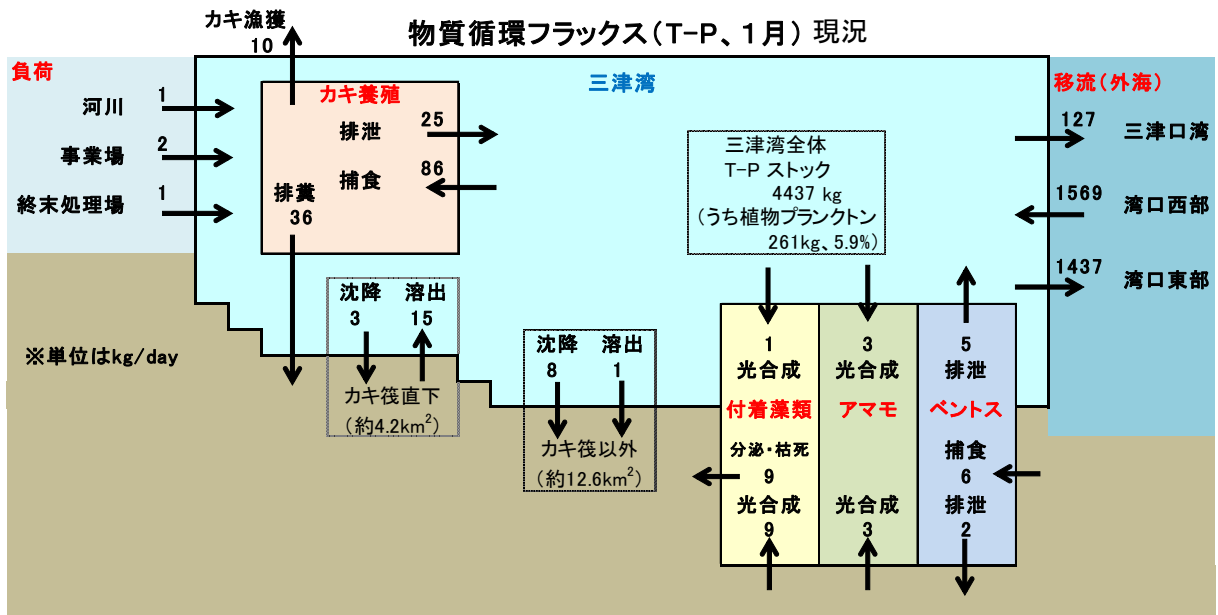 物質循環フラックス(T-P、1月) 現況
カキ漁獲
10
負荷
河川
1
事業場
2
終末処理場
1
カキ養殖
排泄
25
捕食
86
排糞
36
三津湾
三津湾全体
T-P ストック
4437 kg
(うち植物プランクトン
261kg、5.9%)
移流(外海)
127
三津口湾
1569
湾口西部
1437
湾口東部
※単位はkg/day
沈降 溶出
3 15
カキ筏直下
(約4.2km²)
沈降 溶出
8 1
カキ筏以外
(約12.6km²)
1
光合成
付着藻類
分泌・枯死
9
光合成
9
3
光合成
アマモ
光合成
3
5
排泄
ベントス
捕食
6
排泄
2